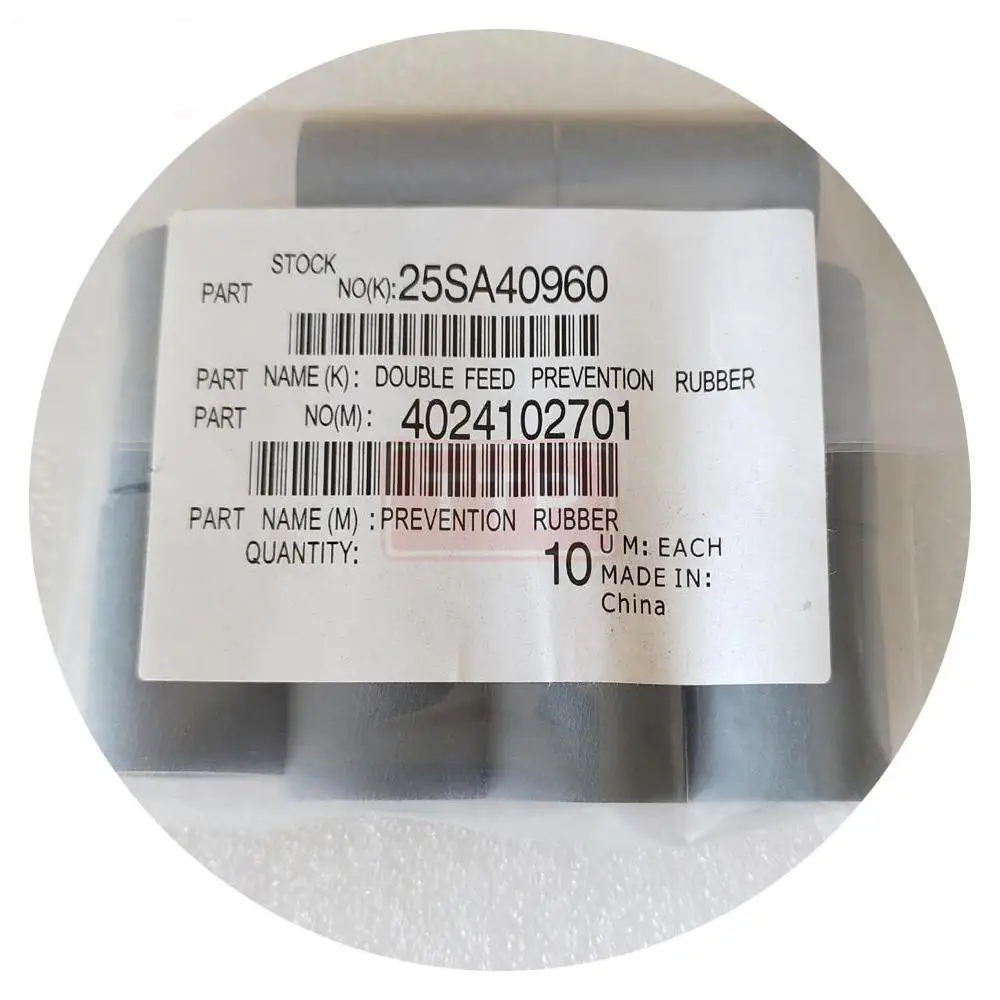 STOCK
PART NO(K): 25SA40960
PART NAME (K): DOUBLE FEED PREVENTION RUBBER
PART NO(M): 4024102701
PART NAME (M) : PREVENTION RUBBER
QUANTITY: 10 U M: EACH
MADE IN:
China